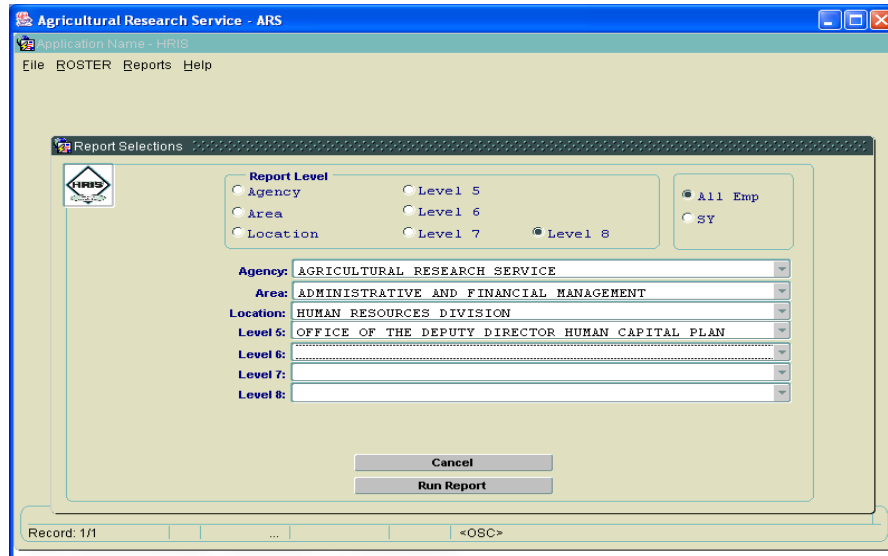 Agricultural Research Service - ARS
Application Name - HRIS
File ROSTER Reports Help
Report Selections
HRIS
Report Level
Agency Level 5
Area Level 6
Location Level 7 Level 8
All Emp
SY
Agency: AGRICULTURAL RESEARCH SERVICE
Area: ADMINISTRATIVE AND FINANCIAL MANAGEMENT
Location: HUMAN RESOURCES DIVISION
Level 5: OFFICE OF THE DEPUTY DIRECTOR HUMAN CAPITAL PLAN
Level 6:
Level 7:
Level 8:
Cancel
Run Report
Record: 1/1 ... <OSC>